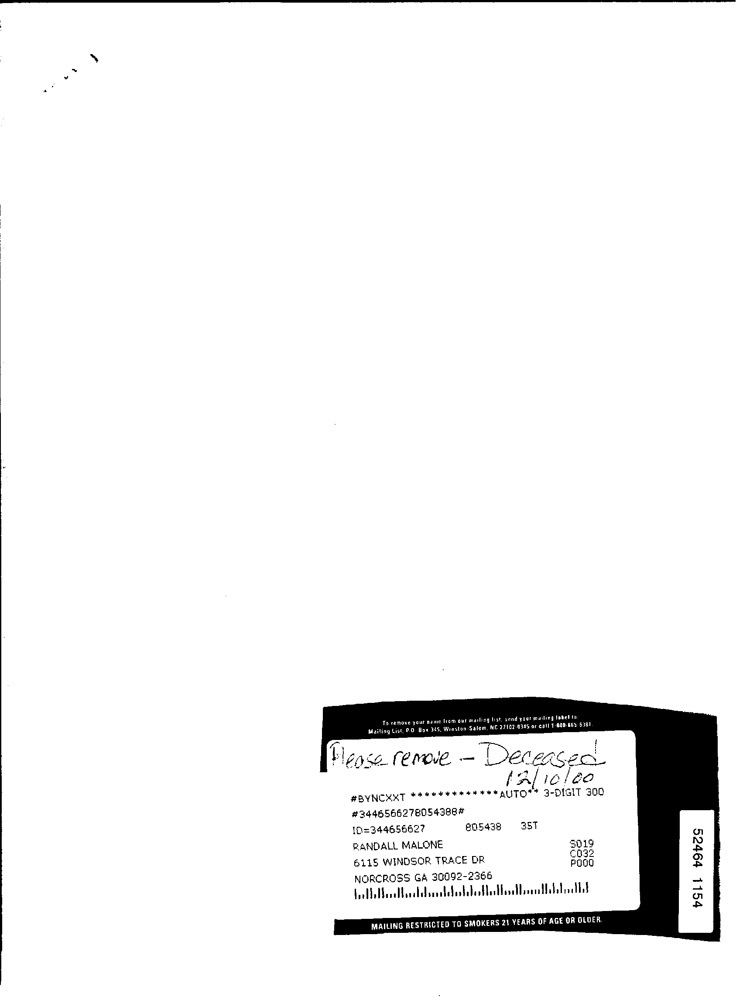 To remove your name from our mailing list, send your mailing label to
Mailing List, P.O. Box 345, Winston-Salem, NC 27102-0345 or call 1-800-
Please remove - Deceased
12/10/00
#BYNCXXT **************AUTO** 3-DIGIT 300
#3446566278054388#
ID=344656627 805438 35T
RANDALL MALONE S019
C032
6115 WINDSOR TRACE DR P000
NORCROSS GA 30092-2366
MAILING RESTRICTED TO SMOKERS 21 YEARS OF AGE OR OLDER.
52464 1154